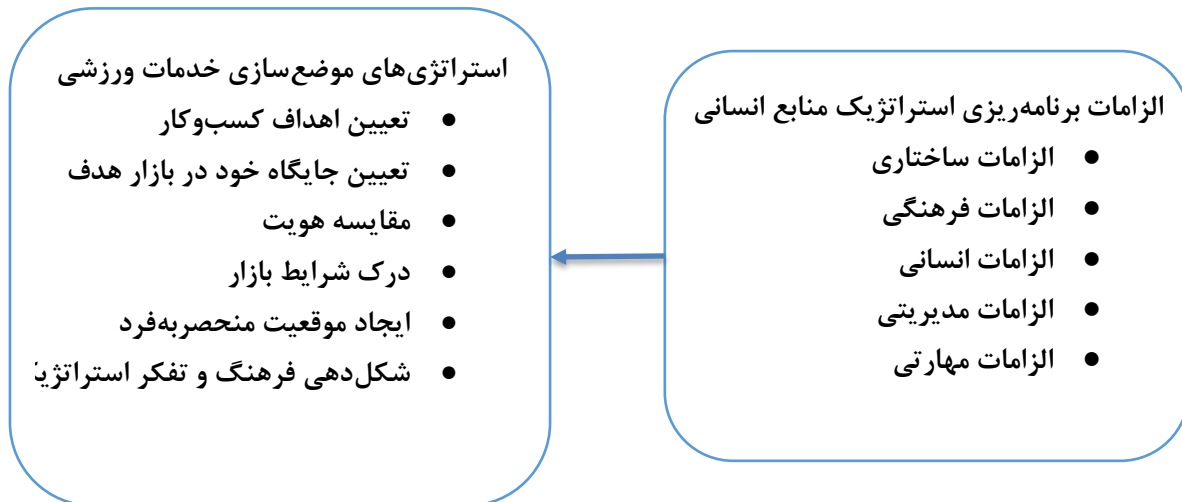 الزامات برنامه‌ریزی استراتژیک منابع انسانی
● الزامات ساختاری
● الزامات فرهنگی
● الزامات انسانی
● الزامات مدیریتی
● الزامات مهارتی
استراتژی‌های موضع‌سازی خدمات ورزشی
● تعیین اهداف کسب‌وکار
● تعیین جایگاه خود در بازار هدف
● مقایسه هویت
● درک شرایط بازار
● ایجاد موقعیت منحصربه‌فرد
● شکل‌دهی فرهنگ و تفکر